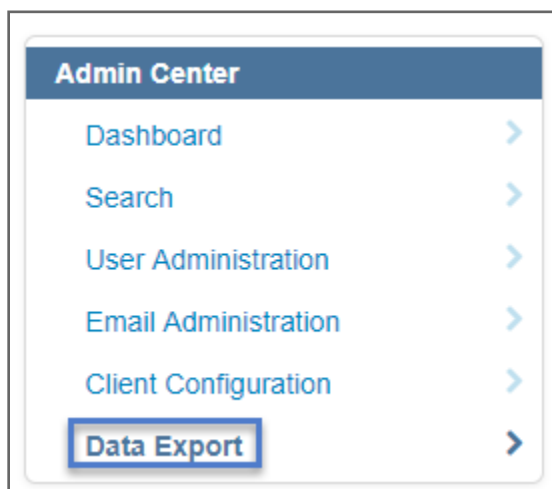 Admin Center
Dashboard
Search
User Administration
Email Administration
Client Configuration
Data Export